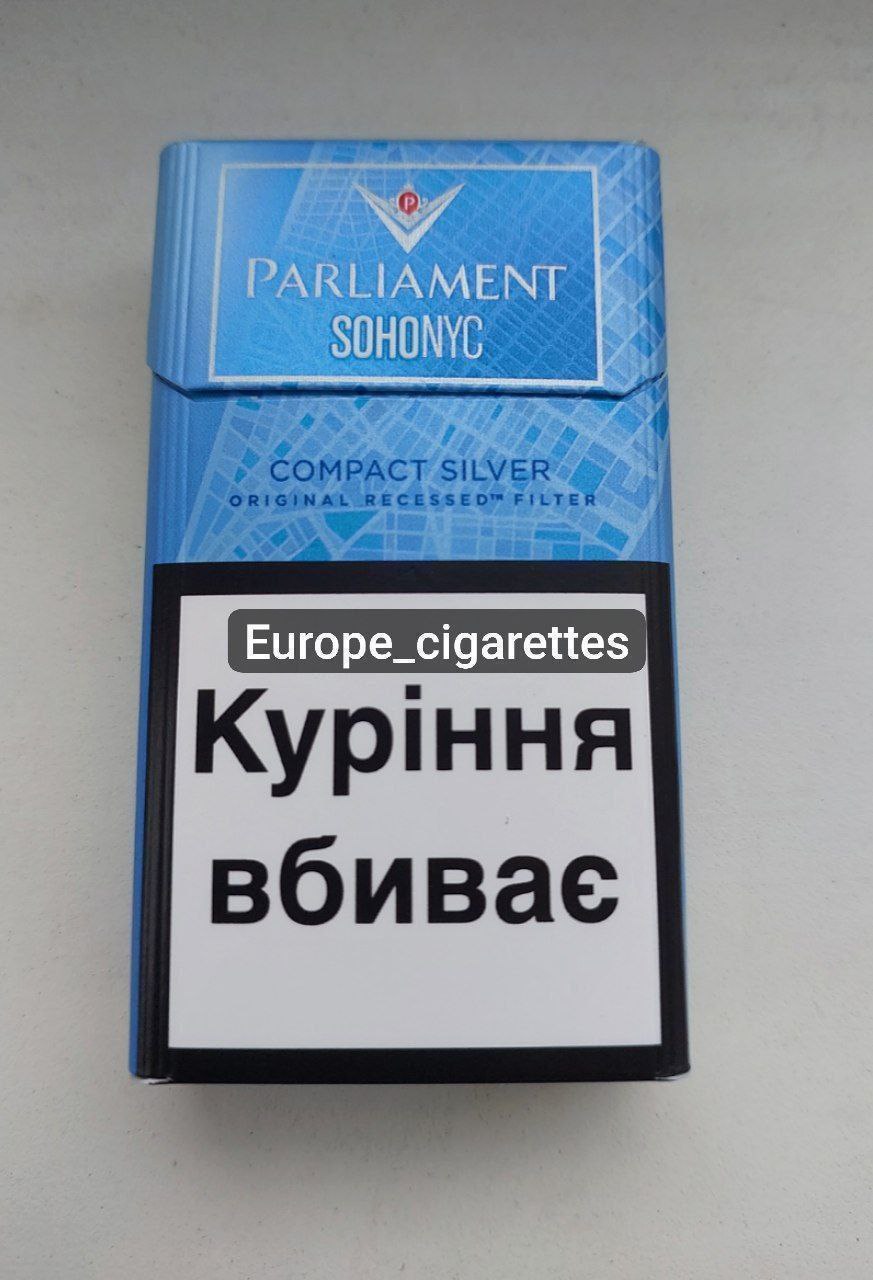 P
PARLIAMENT
SOHONYC
COMPACT SILVER
ORIGINAL RECESSED™ FILTER
Europe_cigarettes
Куріння
вбиває